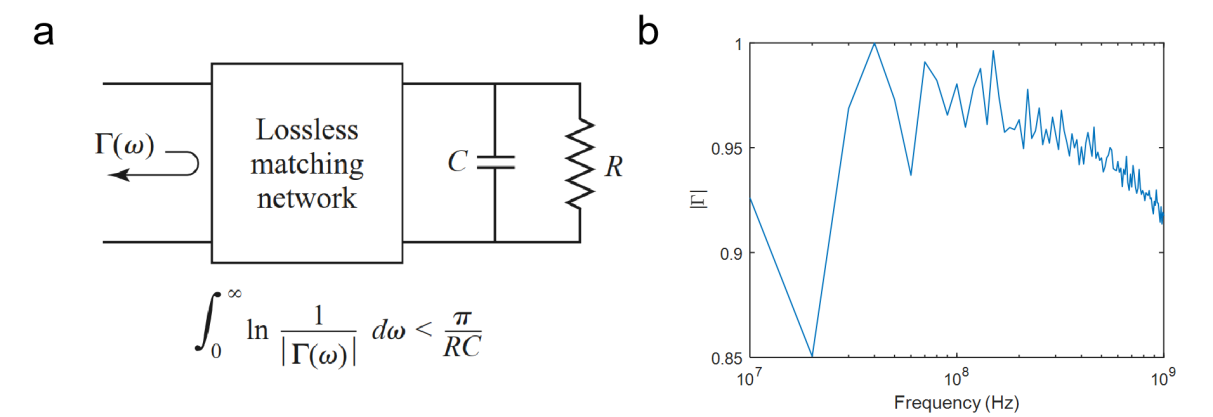 a
Γ(ω)
Lossless
matching
network
C
R
∫₀^∞ ln 1/|Γ(ω)| dω < π/RC
b
|Γ|
1
0.95
0.9
0.85
10⁷
10⁸
10⁹
Frequency (Hz)